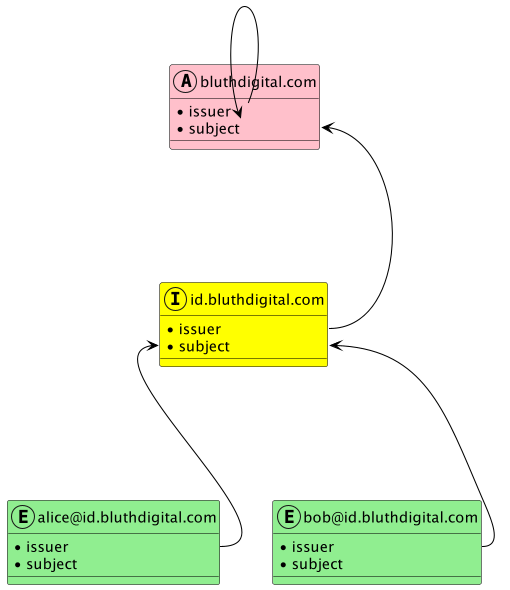 A bluthdigital.com
• issuer
• subject
I id.bluthdigital.com
• issuer
• subject
E alice@id.bluthdigital.com
• issuer
• subject
E bob@id.bluthdigital.com
• issuer
• subject